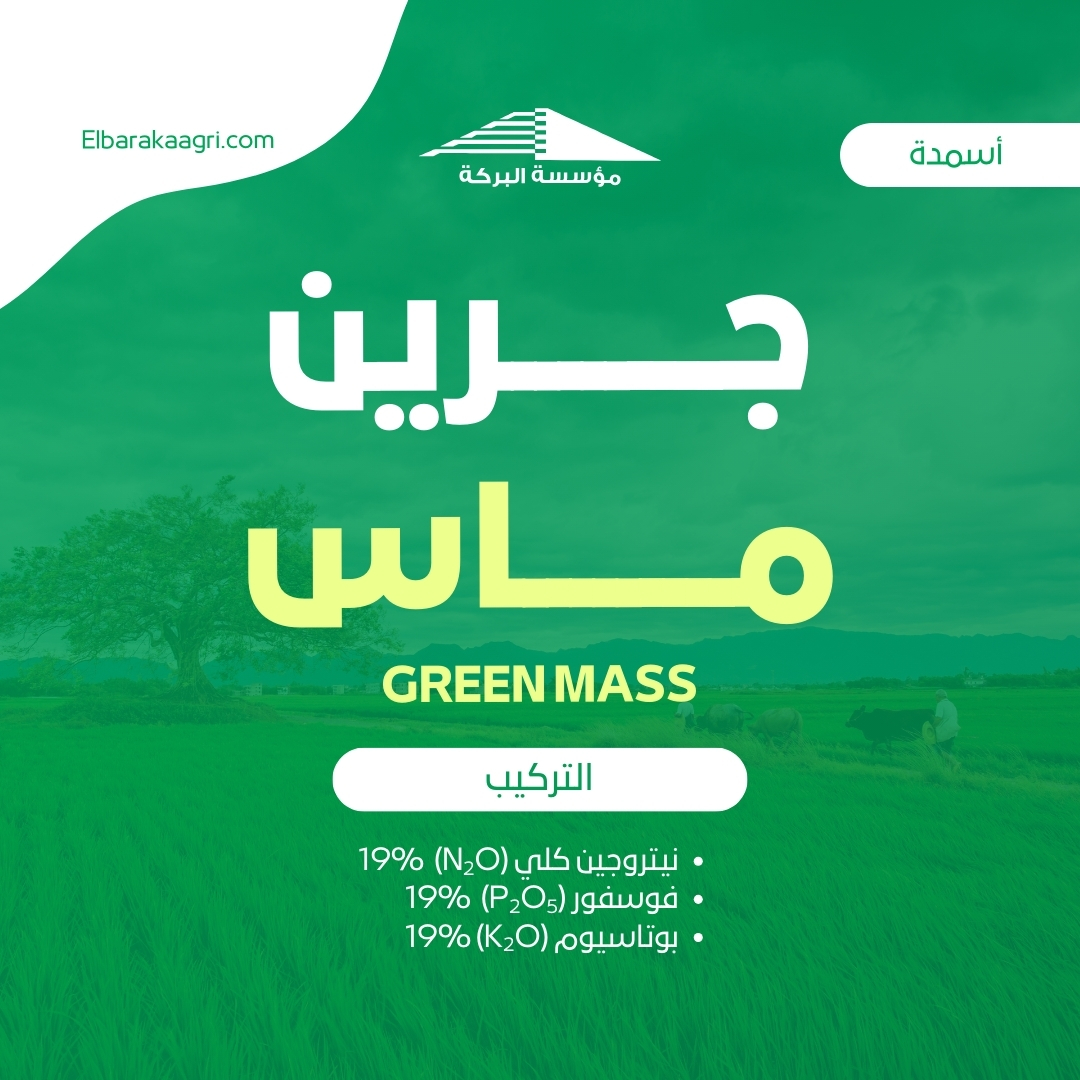 Elbarakaagri.com
مؤسسة البركة
أسمدة
جرين
ماس
GREEN MASS
التركيب
• نيتروجين كلي (N₂O) 19%
• فوسفور (P₂O₅) 19%
• بوتاسيوم (K₂O) 19%